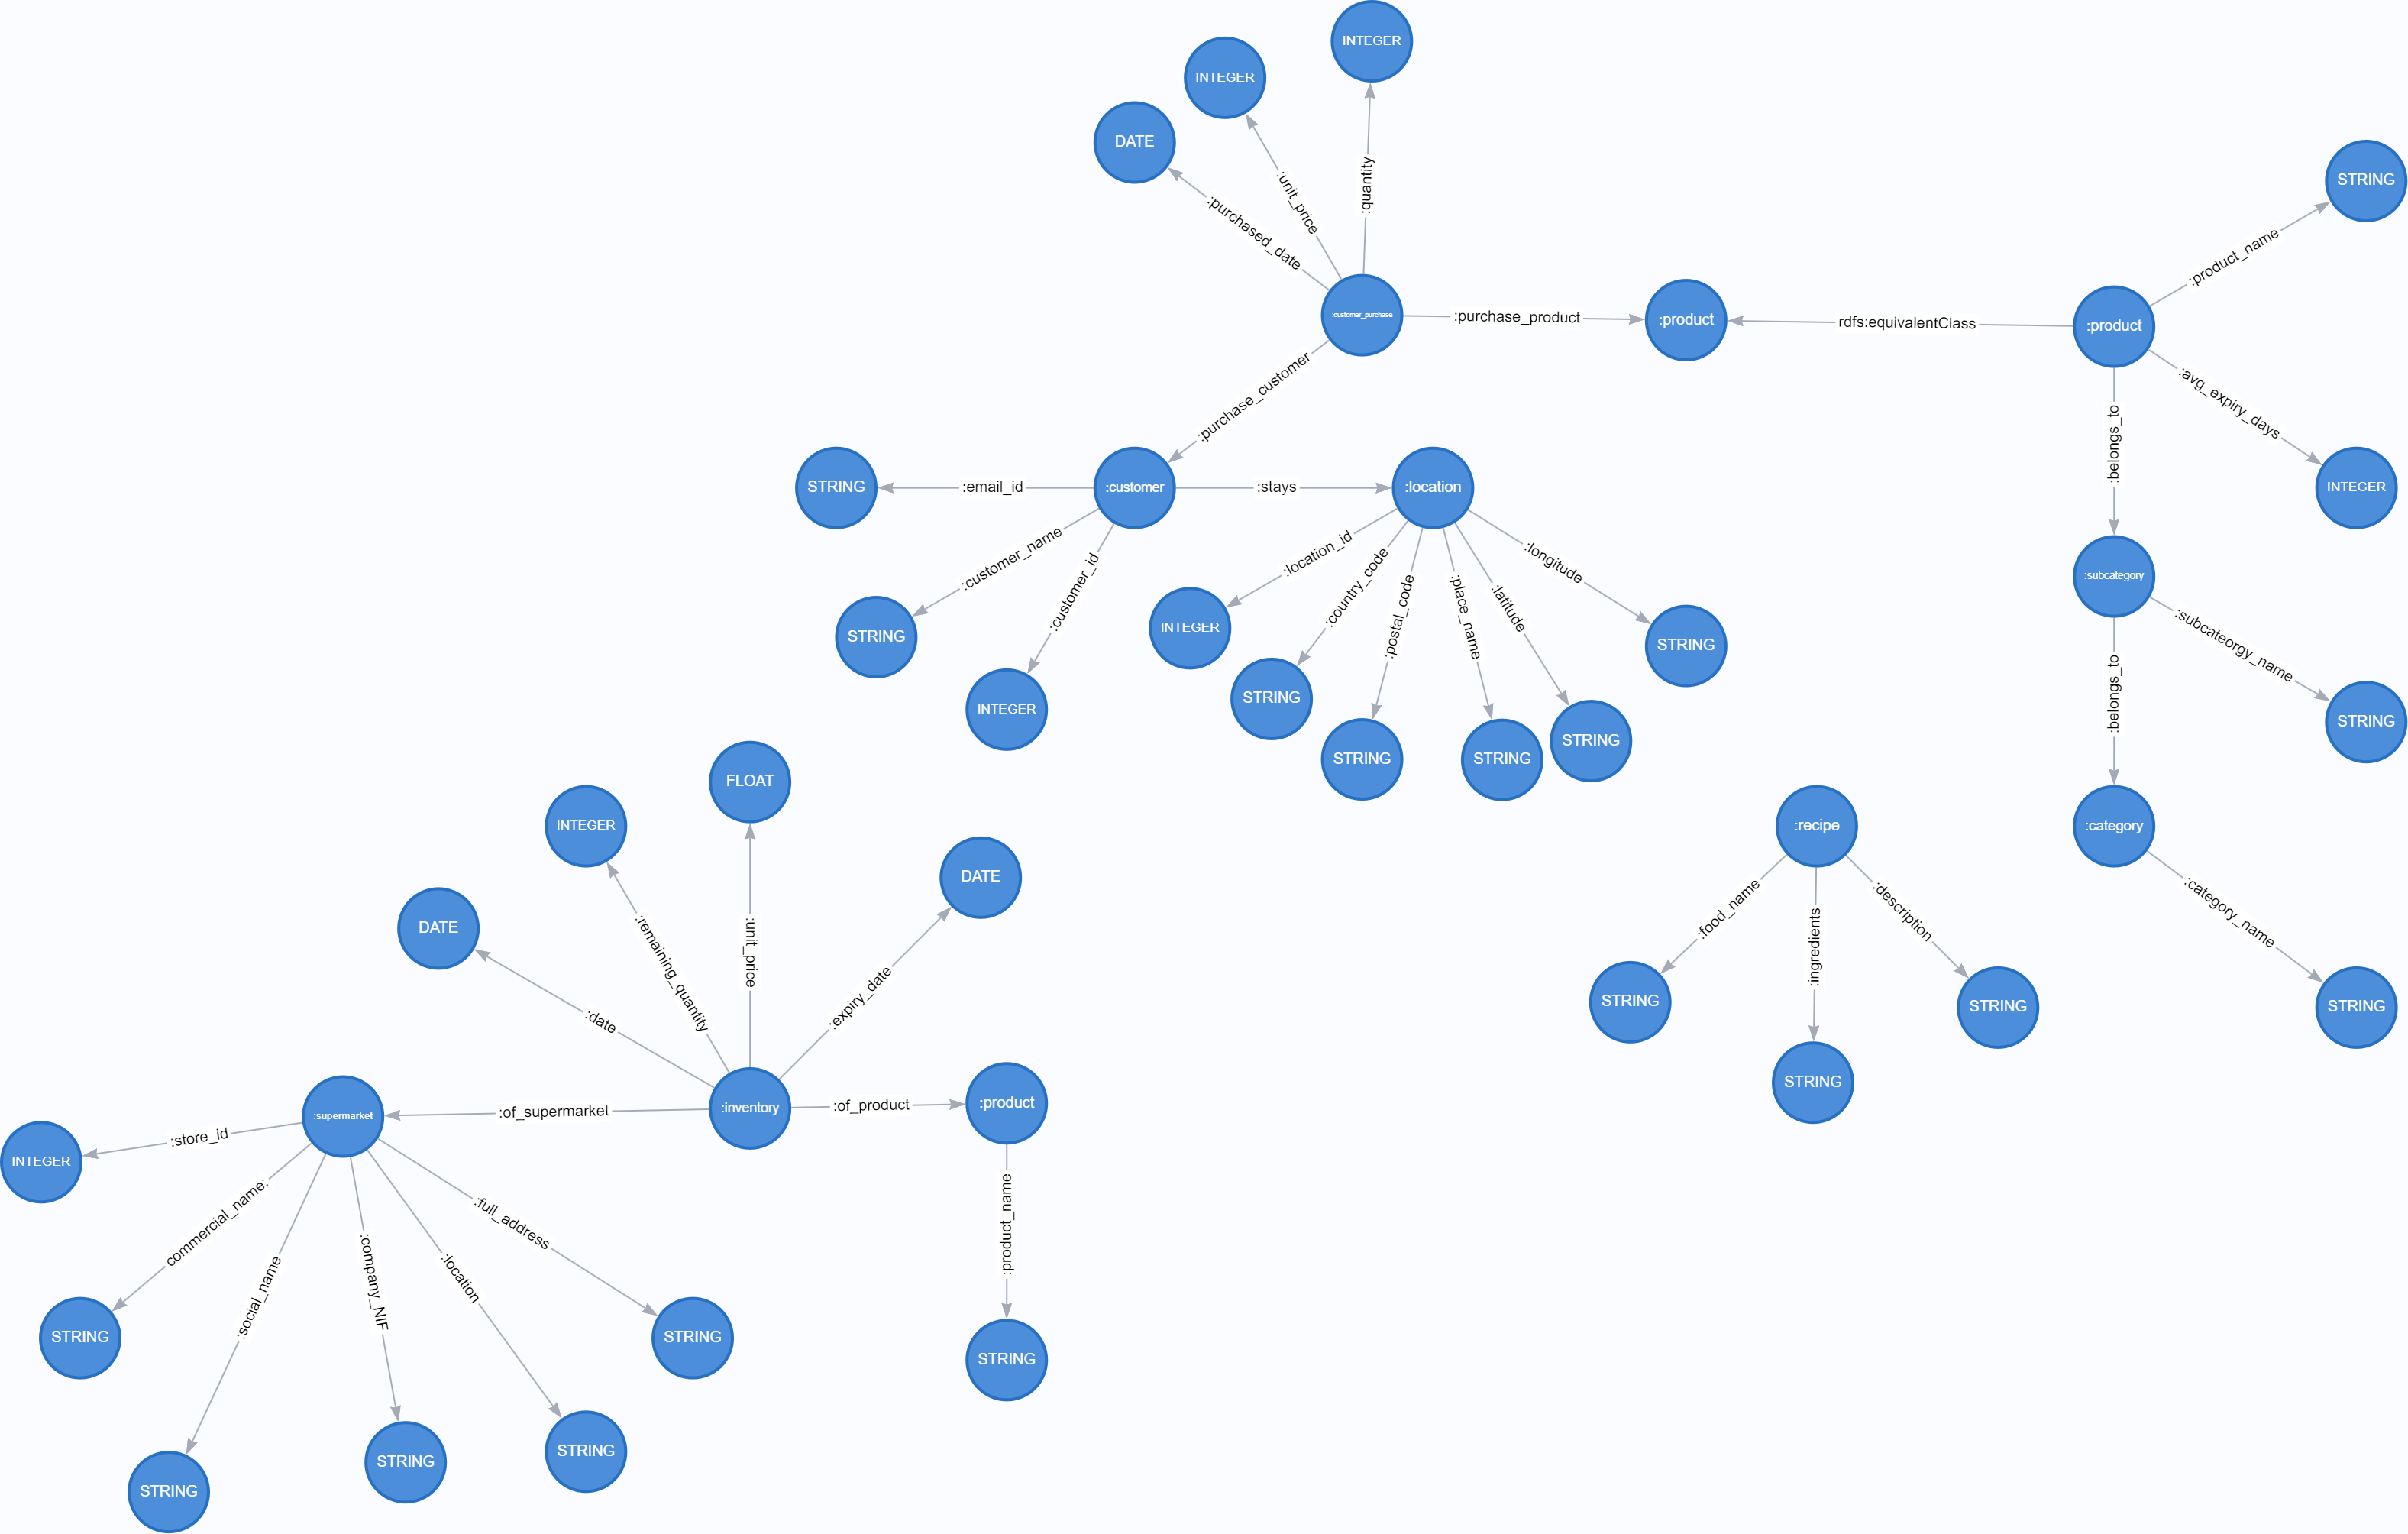 INTEGER
INTEGER
DATE
:quantity
:unit_price
:purchased_date
STRING
:product_name
:customer_purchase
:purchase_product
:product
rdfs:equivalentClass
:product
:avg_expiry_days
:purchase_customer
:belongs_to
STRING
:email_id
:customer
:stays
:location
INTEGER
:customer_name
:customer_id
:location_id
:country_code
:postal_code
:place_name
:latitude
:longitude
:subcategory
:subcateorgy_name
STRING
INTEGER
INTEGER
STRING
STRING
STRING
STRING
STRING
STRING
:belongs_to
STRING
FLOAT
INTEGER
DATE
DATE
:recipe
:category
:category_name
:food_name
:ingredients
:description
:remaining_quantity
:unit_price
:expiry_date
:date
STRING
STRING
STRING
STRING
:supermarket
:of_supermarket
:inventory
:of_product
:product
:store_id
INTEGER
commercial_name:
:social_name
:company_NIF
:location
:full_address
:product_name
STRING
STRING
STRING
STRING
STRING
STRING